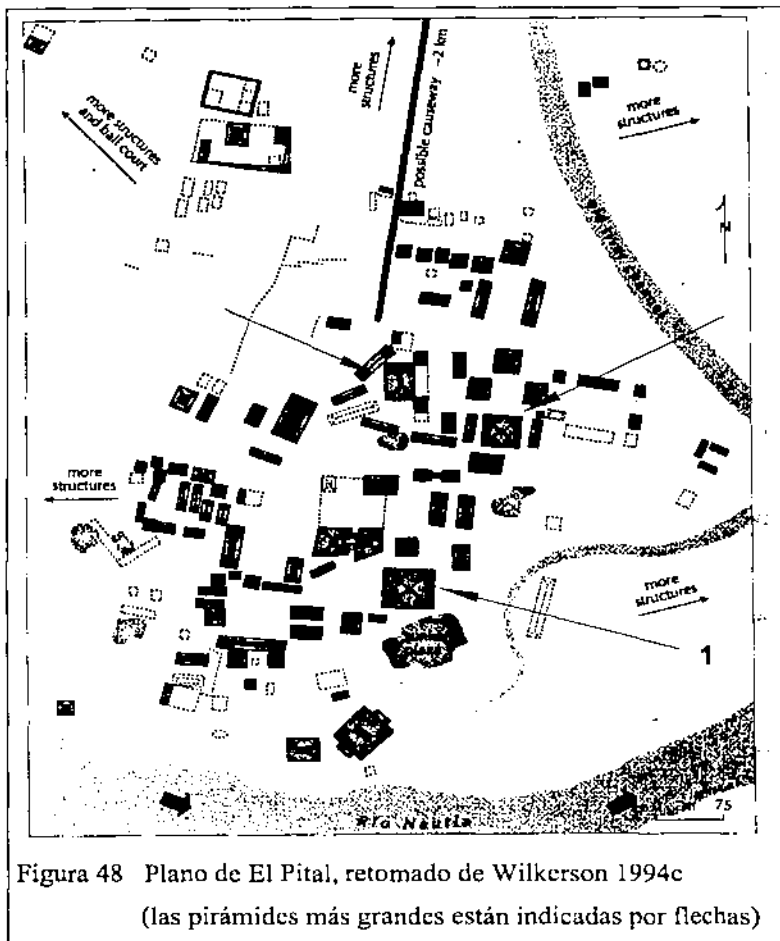 more structures and ball court
more structures
possible causeway ~2 km
more structures
N
more structures
more structures
1
75
Río Nautla
Figura 48 Plano de El Pital, retomado de Wilkerson 1994c
(las pirámides más grandes están indicadas por flechas)